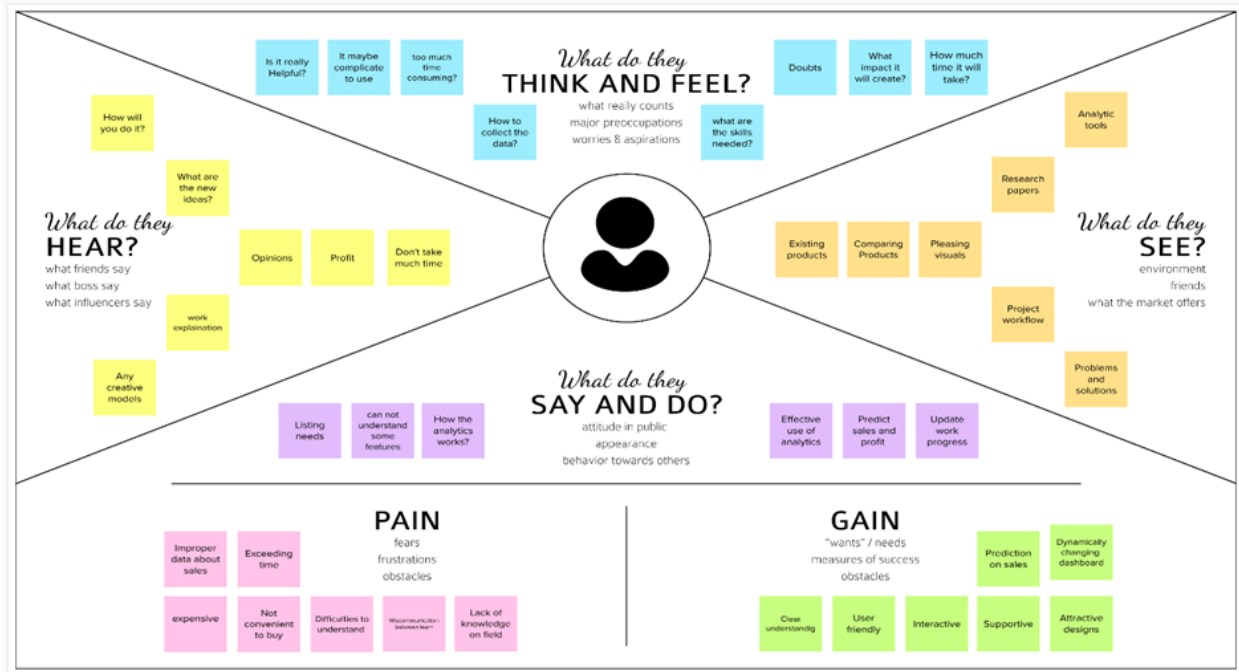 What do they
THINK AND FEEL?
what really counts
major preoccupations
worries 8 aspirations
Is it really
Helpful?
It maybe
complicate
to use
too much
time
consuming?
How to
collect the
data?
Doubts
What
impact it
will create?
How much
time it will
take?
what are
the skills
needed?
What do they
HEAR?
what friends say
what boss say
what influencers say
How will
you do it?
What are
the new
ideas?
Opinions
Profit
Don't take
much time
work
explaination
Any
creative
models
What do they
SEE?
environment
friends
what the market offers
Analytic
tools
Research
papers
Existing
products
Comparing
Products
Pleasing
visuals
Project
workflow
Problems
and
solutions
What do they
SAY AND DO?
attitude in public
appearance
behavior towards others
Listing
needs
can not
understand
some
features
How the
analytics
works?
Effective
use of
analytics
Predict
sales and
profit
Update
work
progress
PAIN
fears
frustrations
obstacles
Improper
data about
sales
Exceeding
time
expensive
Not
convenient
to buy
Difficulties to
understand
Miscommunication
between team
Lack of
knowledge
on field
GAIN
"wants" / needs
measures of success
obstacles
Prediction
on sales
Dynamically
changing
dashboard
Clear
understandig
User
friendly
Interactive
Supportive
Attractive
designs